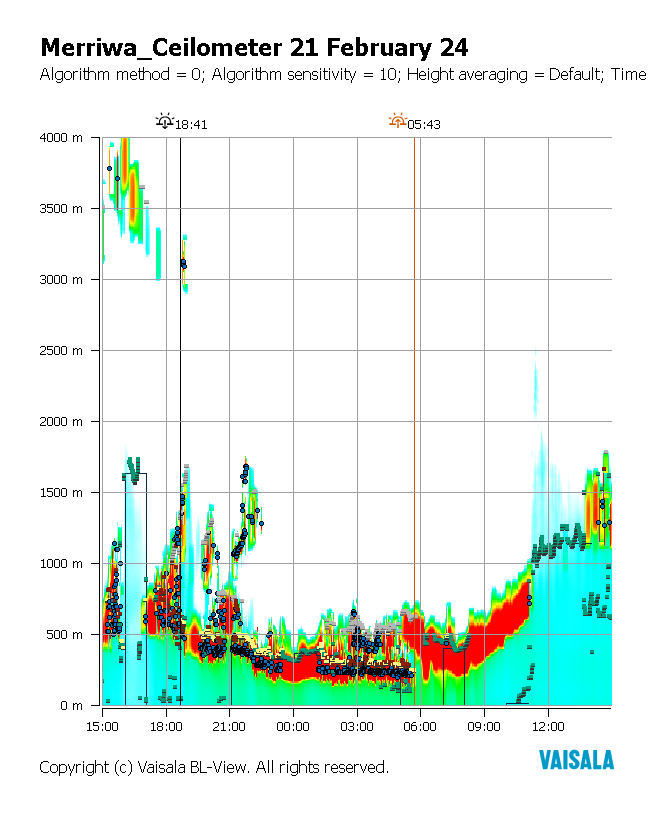 Merriwa_Ceilometer 21 February 24
Algorithm method = 0; Algorithm sensitivity = 10; Height averaging = Default; Time
18:41
05:43
4000 m
3500 m
3000 m
2500 m
2000 m
1500 m
1000 m
500 m
0 m
15:00 18:00 21:00 00:00 03:00 06:00 09:00 12:00
VAISALA
Copyright (c) Vaisala BL-View. All rights reserved.